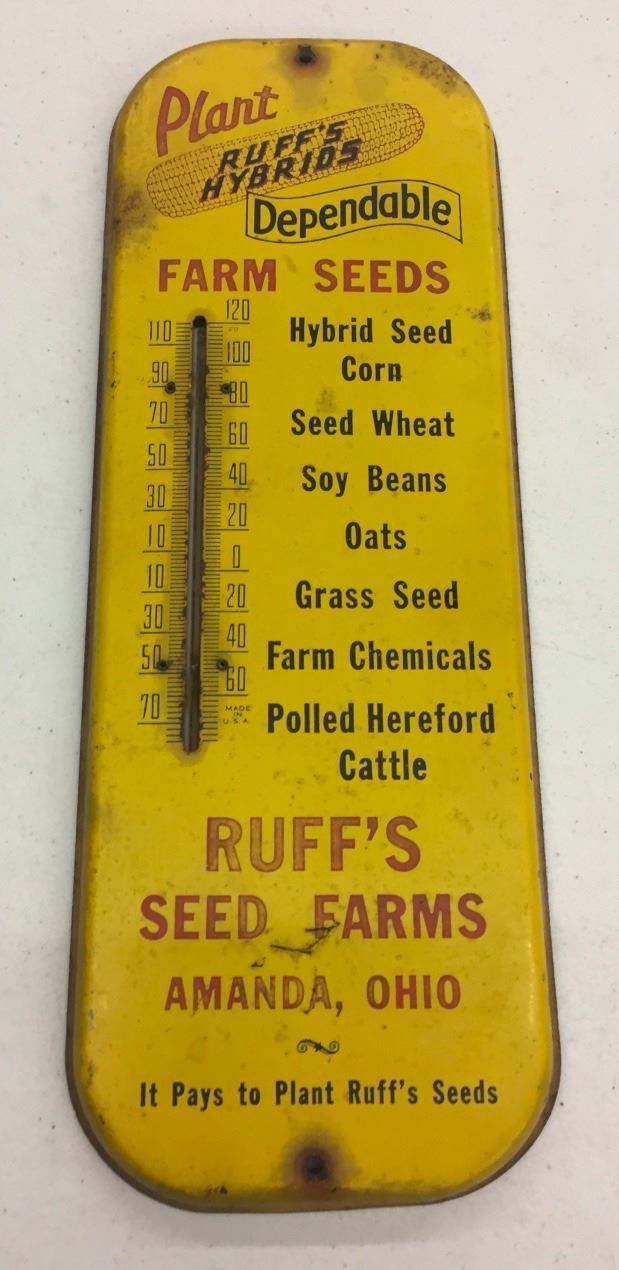 Plant
RUFF'S
HYBRIDS
Dependable
FARM SEEDS
120
110
100
90
80
70
60
50
40
30
20
10
0
10
20
30
40
50
60
70
MADE
IN
U.S.A.
Hybrid Seed
Corn
Seed Wheat
Soy Beans
Oats
Grass Seed
Farm Chemicals
Polled Hereford
Cattle
RUFF'S
SEED FARMS
AMANDA, OHIO
It Pays to Plant Ruff's Seeds